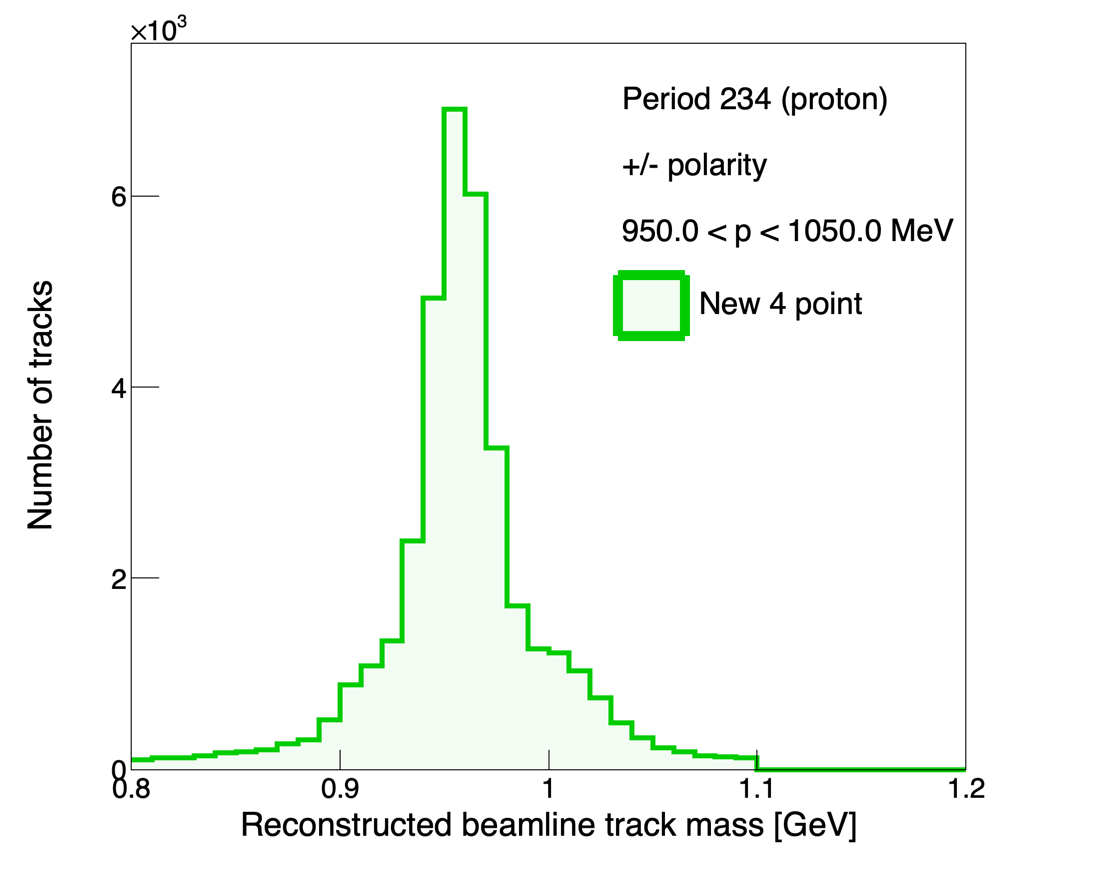 ×10³
Period 234 (proton)
+/- polarity
950.0 < p < 1050.0 MeV
New 4 point
6
4
2
0
0.8 0.9 1 1.1 1.2
Number of tracks
Reconstructed beamline track mass [GeV]